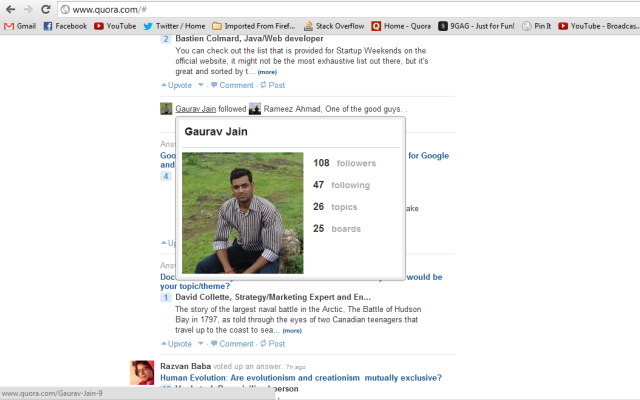 www.quora.com/#
Gmail Facebook YouTube Twitter / Home Imported From Firef... Stack Overflow Home - Quora 9GAG - Just for Fun! Pin It YouTube - Broadcas...
2 Bastien Colmard, Java/Web developer
You can check out the list that is provided for Startup Weekends on the
official website, it might not be the most exhaustive list out there, but it's
great and sorted by t... (more)
Upvote · Comment · Post
Gaurav Jain followed Rameez Ahmad, One of the good guys. .
Gaurav Jain
108 followers
47 following
26 topics
25 boards
Answ
Goo
for Google
and
4
ake
Upvo
Ans
Doc
would be
your topic/theme?
1 David Collette, Strategy/Marketing Expert and En...
The story of the largest naval battle in the Arctic, The Battle of Hudson
Bay in 1797, as told through the eyes of two Canadian teenagers that
travel up to the coast to sea... (more)
Upvote · Comment · Post
Razvan Baba voted up an answer. 7h ago
Human Evolution: Are evolutionism and creationism mutually exclusive?
www.quora.com/Gaurav-Jain-9